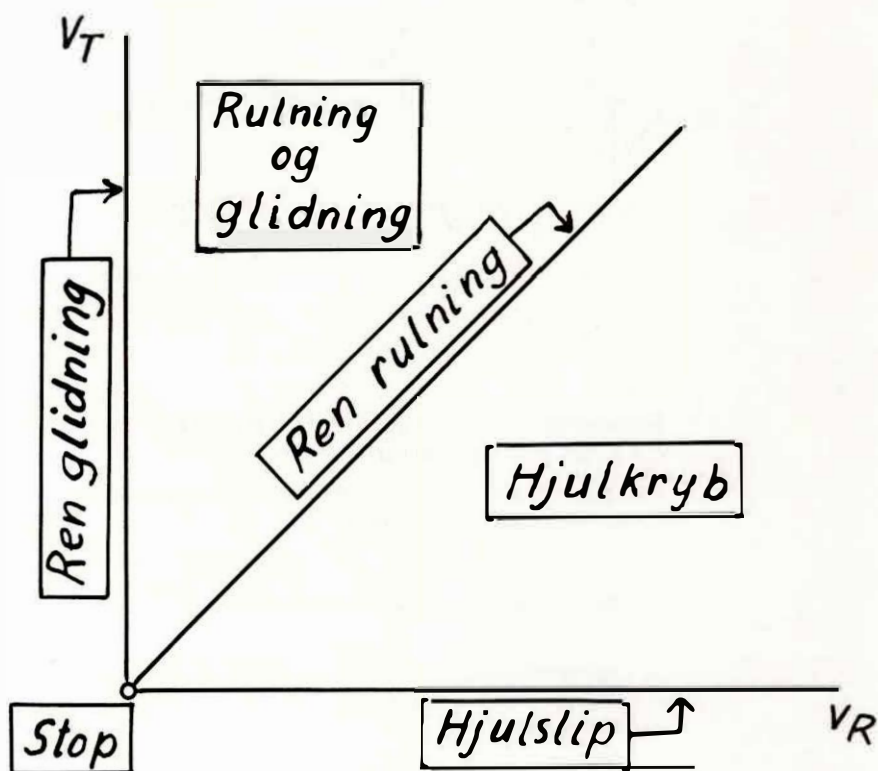 V_T
Rulning
og
glidning
Ren glidning
Ren rulning
Hjulkryb
Stop
Hjulslip
V_R